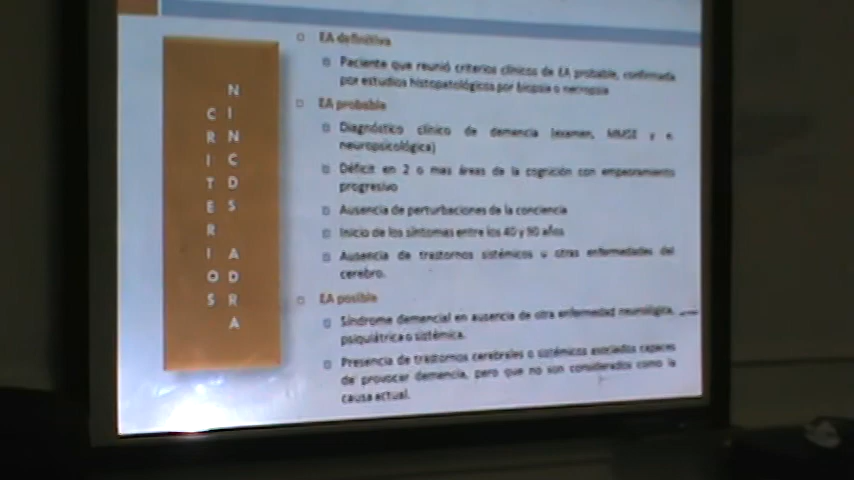 CRITERIOS
NINCDS ADRA
EA definitiva
Paciente que reunió criterios clínicos de EA probable, confirmada
por estudios histopatológicos por biopsia o necropsia
EA probable
Diagnóstico clínico de demencia (examen, MMSE y e.
neuropsicológica)
Déficit en 2 o mas áreas de la cognición con empeoramiento
progresivo
Ausencia de perturbaciones de la conciencia
Inicio de los síntomas entre los 40 y 90 años
Ausencia de trastornos sistémicos u otras enfermedades del
cerebro.
EA posible
Síndrome demencial en ausencia de otra enfermedad neurológica,
psiquiátrica o sistémica.
Presencia de trastornos cerebrales o sistémicos asociados capaces
de provocar demencia, pero que no son considerados como la
causa actual.